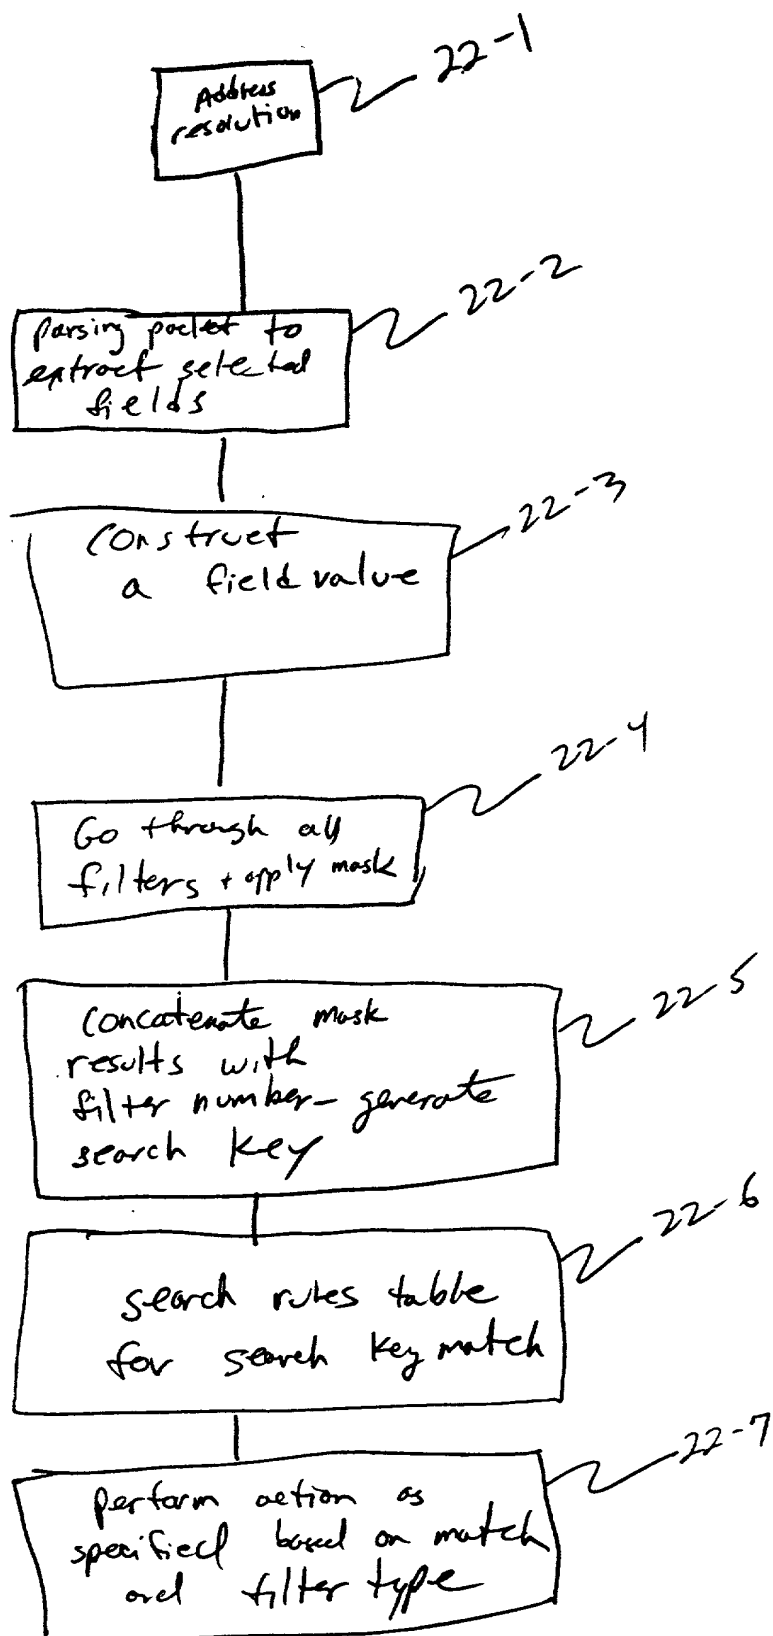 22-1
Address
resolution
22-2
Parsing packet to
extract selected
fields
22-3
Construct
a field value
22-4
Go through all
filters + apply mask
22-5
concatenate mask
results with
filter number - generate
search key
22-6
search rules table
for search key match
22-7
perform action as
specified based on match
and filter type